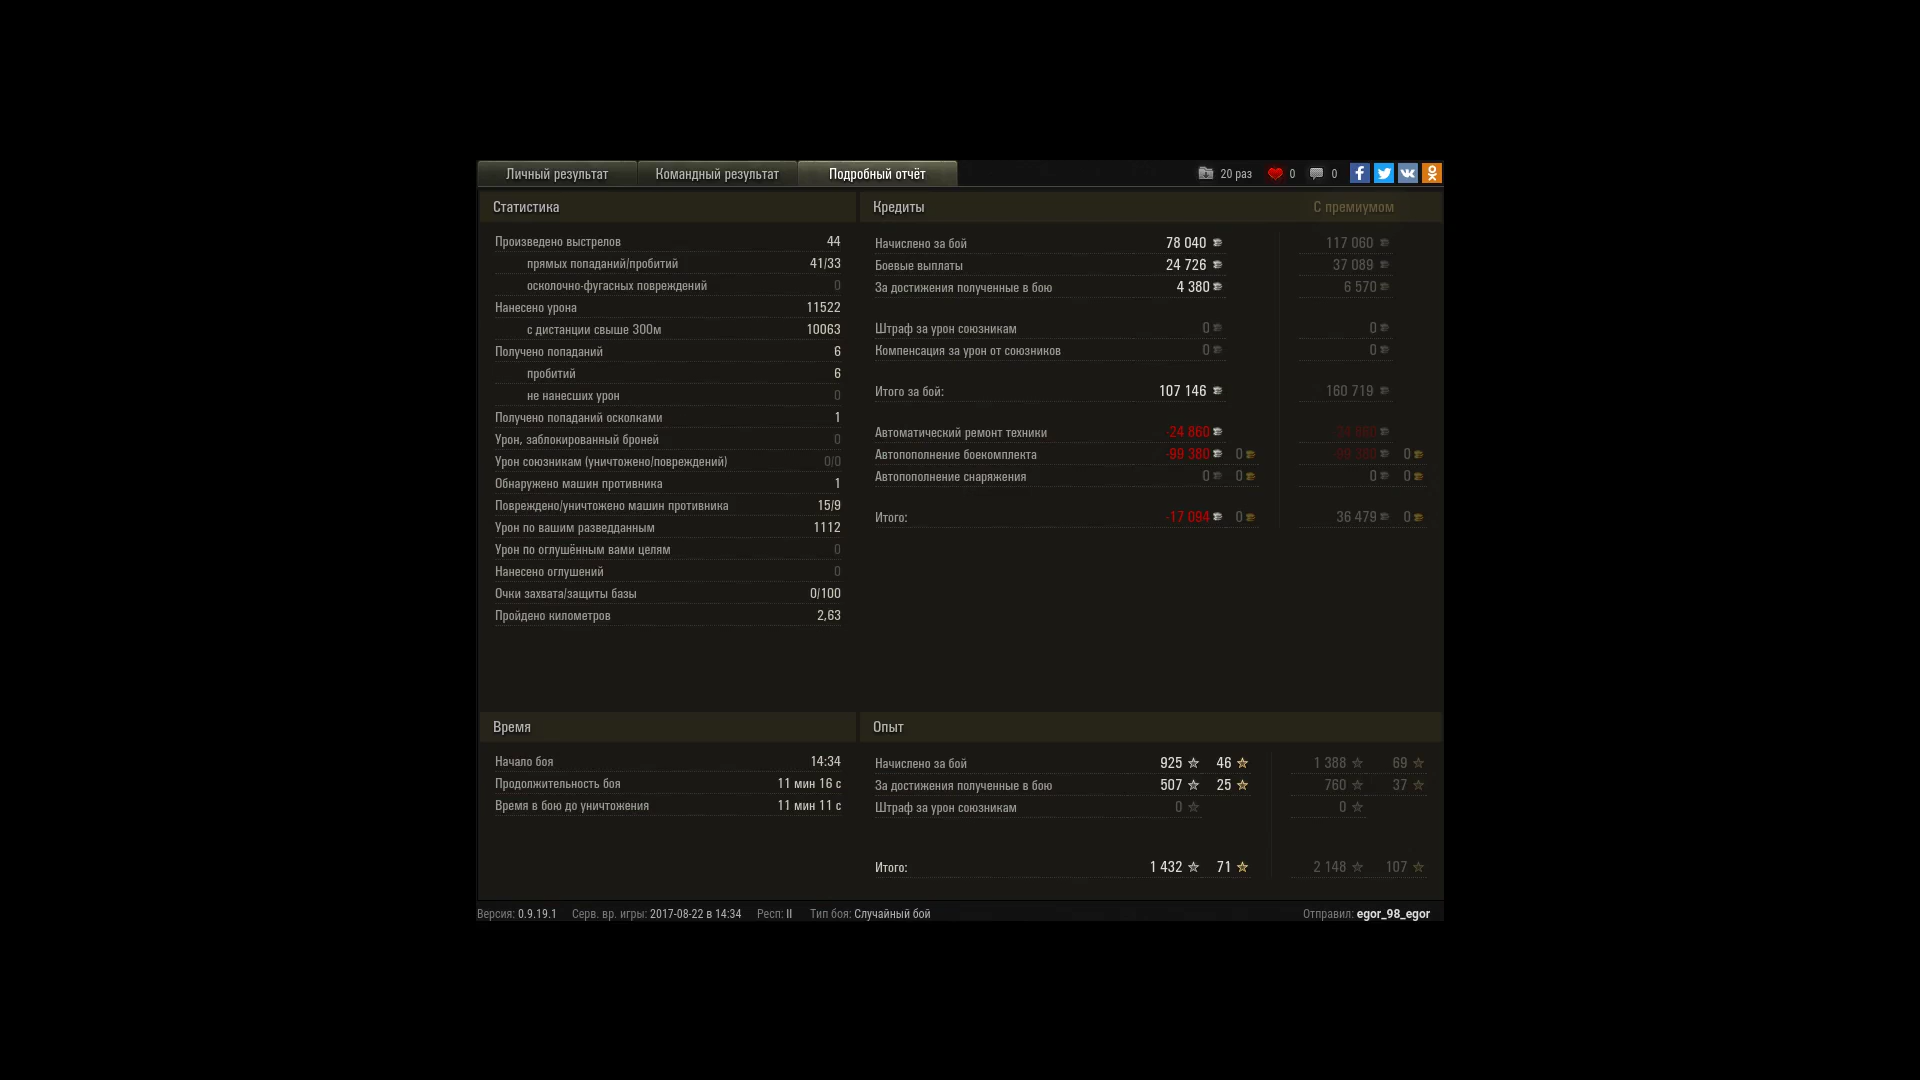 Личный результат Командный результат Подробный отчёт 20 раз 0 0
Статистика
Произведено выстрелов 44
прямых попаданий/пробитий 41/33
осколочно-фугасных повреждений 0
Нанесено урона 11522
с дистанции свыше 300м 10063
Получено попаданий 6
пробитий 6
не нанесших урон 0
Получено попаданий осколками 1
Урон, заблокированный броней 0
Урон союзникам (уничтожено/повреждений) 0/0
Обнаружено машин противника 1
Повреждено/уничтожено машин противника 15/9
Урон по вашим разведданным 1112
Урон по оглушённым вами целям 0
Нанесено оглушений 0
Очки захвата/защиты базы 0/100
Пройдено километров 2,63
Кредиты С премиумом
Начислено за бой 78 040 117 060
Боевые выплаты 24 726 37 089
За достижения полученные в бою 4 380 6 570
Штраф за урон союзникам 0 0
Компенсация за урон от союзников 0 0
Итого за бой: 107 146 160 719
Автоматический ремонт техники -24 860 -24 860
Автопополнение боекомплекта -99 380 0 -99 380 0
Автопополнение снаряжения 0 0 0 0
Итого: -17 094 0 36 479 0
Время
Начало боя 14:34
Продолжительность боя 11 мин 16 с
Время в бою до уничтожения 11 мин 11 с
Опыт
Начислено за бой 925 46 1 388 69
За достижения полученные в бою 507 25 760 37
Штраф за урон союзникам 0 0
Итого: 1 432 71 2 148 107
Версия: 0.9.19.1 Серв. вр. игры: 2017-08-22 в 14:34 Респ: II Тип боя: Случайный бой Отправил: egor_98_egor